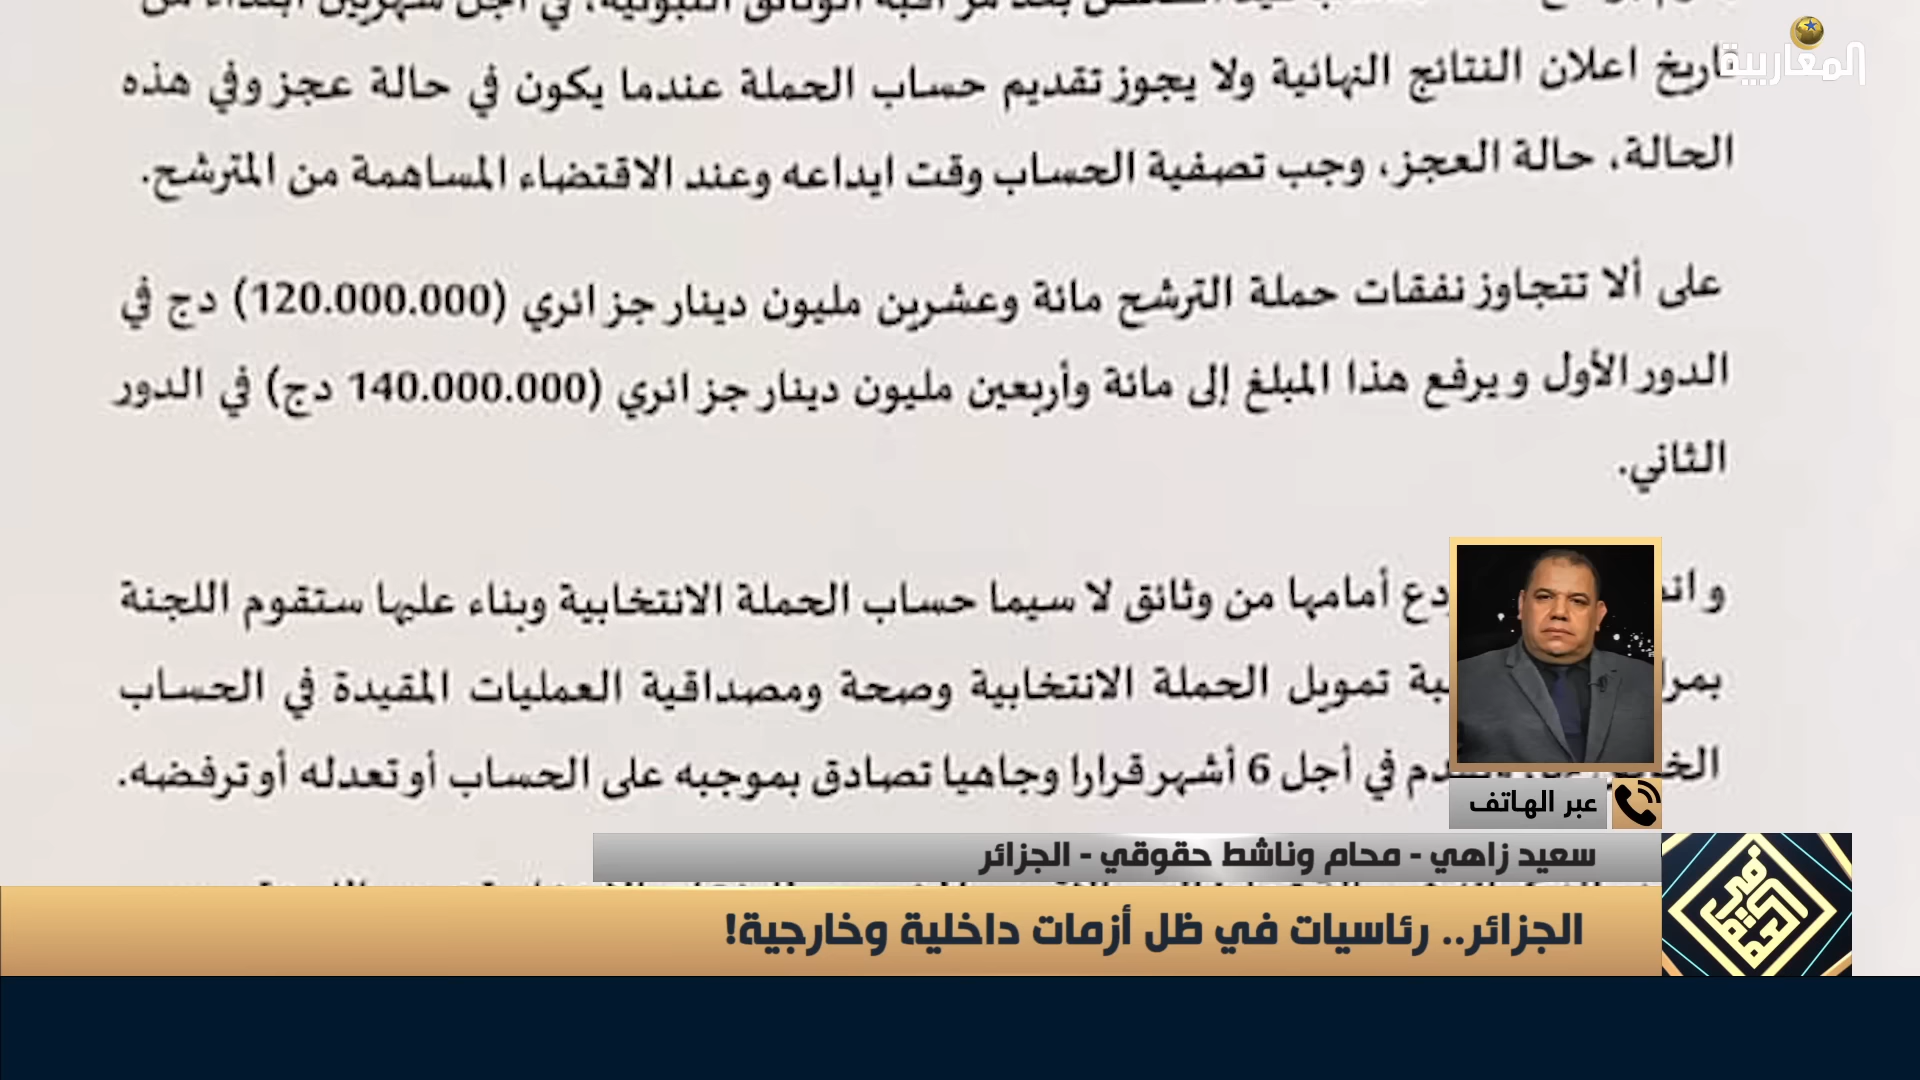 المغاربية
تاريخ اعلان النتائج النهائية ولا يجوز تقديم حساب الحملة عندما يكون في حالة عجز وفي هذه
الحالة، حالة العجز، وجب تصفية الحساب وقت ايداعه وعند الاقتضاء المساهمة من المترشح.
على ألا تتجاوز نفقات حملة الترشح مائة وعشرين مليون دينار جزائري (120.000.000) دج في
الدور الأول ويرفع هذا المبلغ إلى مائة وأربعين مليون دينار جزائري (140.000.000 دج) في الدور
الثاني.
أمامها من وثائق لا سيما حساب الحملة الانتخابية وبناء عليها ستقوم اللجنة
تمويل الحملة الانتخابية وصحة ومصداقية العمليات المقيدة في الحساب
في أجل 6 أشهر قرارا وجاهيا تصادق بموجبه على الحساب أو تعدله أو ترفضه.
عبر الهاتف
سعيد زاهي - محام وناشط حقوقي - الجزائر
الجزائر.. رئاسيات في ظل أزمات داخلية وخارجية!
في العمق